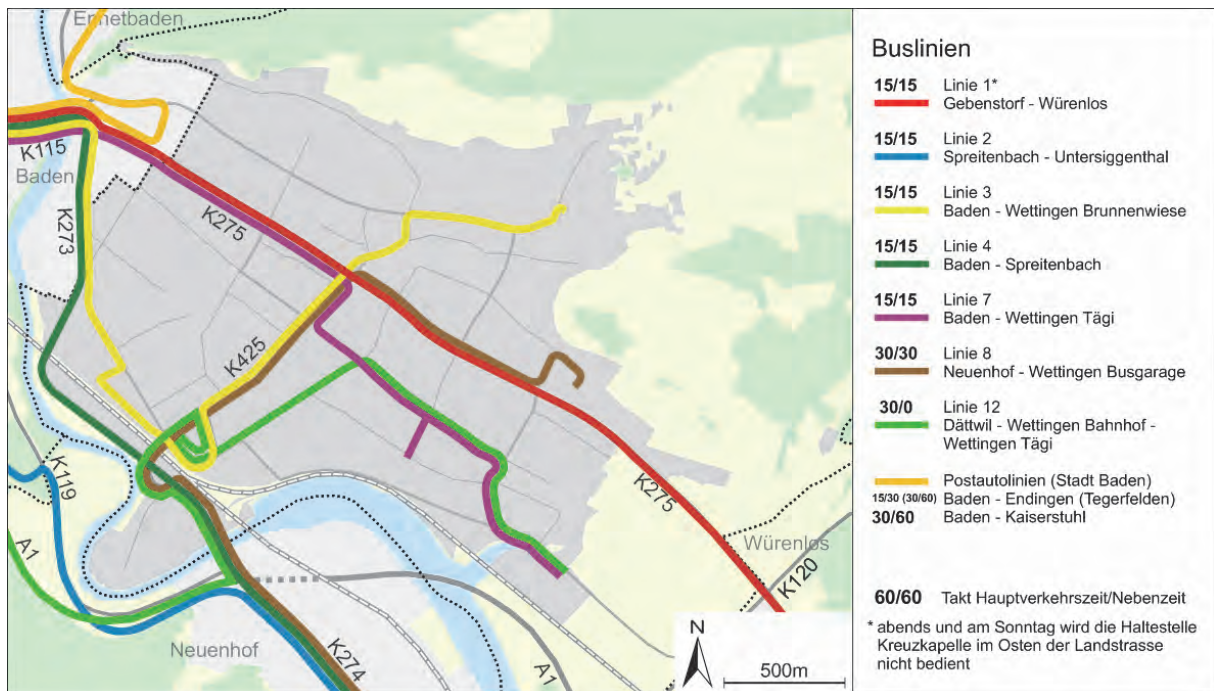 Ennetbaden
K115
Baden
K273
K275
K425
K119
A1
Neuenhof
K274
A1
Würenlos
K275
K120
N
500m
Buslinien
15/15 Linie 1*
Gebenstorf - Würenlos
15/15 Linie 2
Spreitenbach - Untersiggenthal
15/15 Linie 3
Baden - Wettingen Brunnenwiese
15/15 Linie 4
Baden - Spreitenbach
15/15 Linie 7
Baden - Wettingen Tägi
30/30 Linie 8
Neuenhof - Wettingen Busgarage
30/0 Linie 12
Dättwil - Wettingen Bahnhof -
Wettingen Tägi
Postautolinien (Stadt Baden)
15/30 (30/60) Baden - Endingen (Tegerfelden)
30/60 Baden - Kaiserstuhl
60/60 Takt Hauptverkehrszeit/Nebenzeit
* abends und am Sonntag wird die Haltestelle
Kreuzkapelle im Osten der Landstrasse
nicht bedient